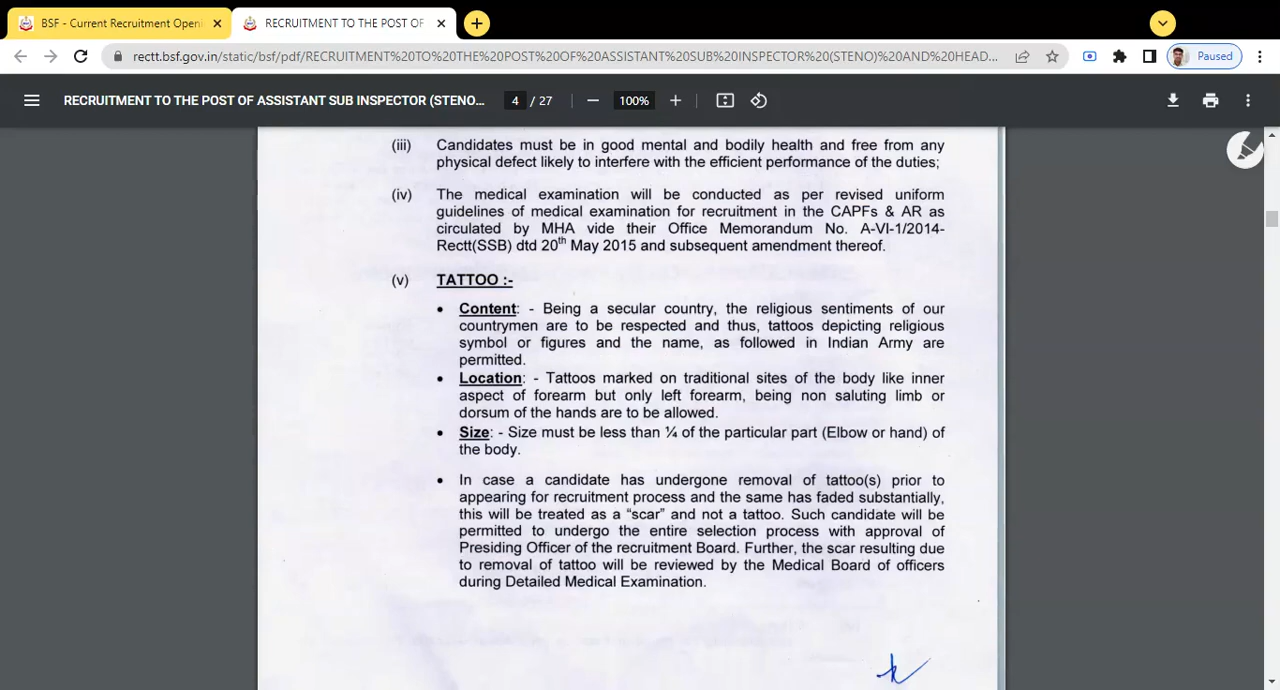 BSF - Current Recruitment Openi
RECRUITMENT TO THE POST OF
rectt.bsf.gov.in/static/bsf/pdf/RECRUITMENT%20TO%20THE%20POST%20OF%20ASSISTANT%20SUB%20INSPECTOR%20(STENO)%20AND%20HEAD...
Paused
RECRUITMENT TO THE POST OF ASSISTANT SUB INSPECTOR (STENO...
4 / 27
100%
(iii) Candidates must be in good mental and bodily health and free from any
physical defect likely to interfere with the efficient performance of the duties;
(iv) The medical examination will be conducted as per revised uniform
guidelines of medical examination for recruitment in the CAPFs & AR as
circulated by MHA vide their Office Memorandum No. A-VI-1/2014-
Rectt(SSB) dtd 20th May 2015 and subsequent amendment thereof.
(v) TATTOO :-
• Content: - Being a secular country, the religious sentiments of our
countrymen are to be respected and thus, tattoos depicting religious
symbol or figures and the name, as followed in Indian Army are
permitted.
• Location: - Tattoos marked on traditional sites of the body like inner
aspect of forearm but only left forearm, being non saluting limb or
dorsum of the hands are to be allowed.
• Size: - Size must be less than ¼ of the particular part (Elbow or hand) of
the body.
• In case a candidate has undergone removal of tattoo(s) prior to
appearing for recruitment process and the same has faded substantially,
this will be treated as a “scar” and not a tattoo. Such candidate will be
permitted to undergo the entire selection process with approval of
Presiding Officer of the recruitment Board. Further, the scar resulting due
to removal of tattoo will be reviewed by the Medical Board of officers
during Detailed Medical Examination.